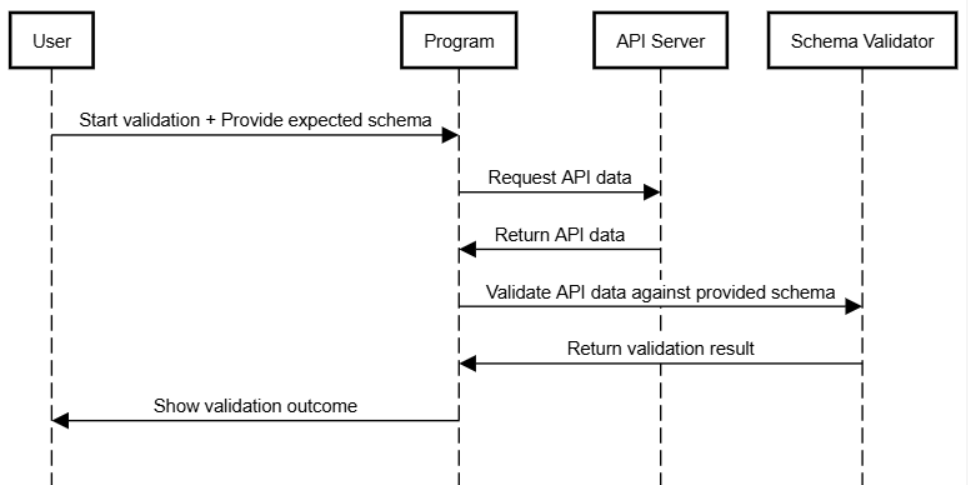 User
Program
API Server
Schema Validator
Start validation + Provide expected schema
Request API data
Return API data
Validate API data against provided schema
Return validation result
Show validation outcome